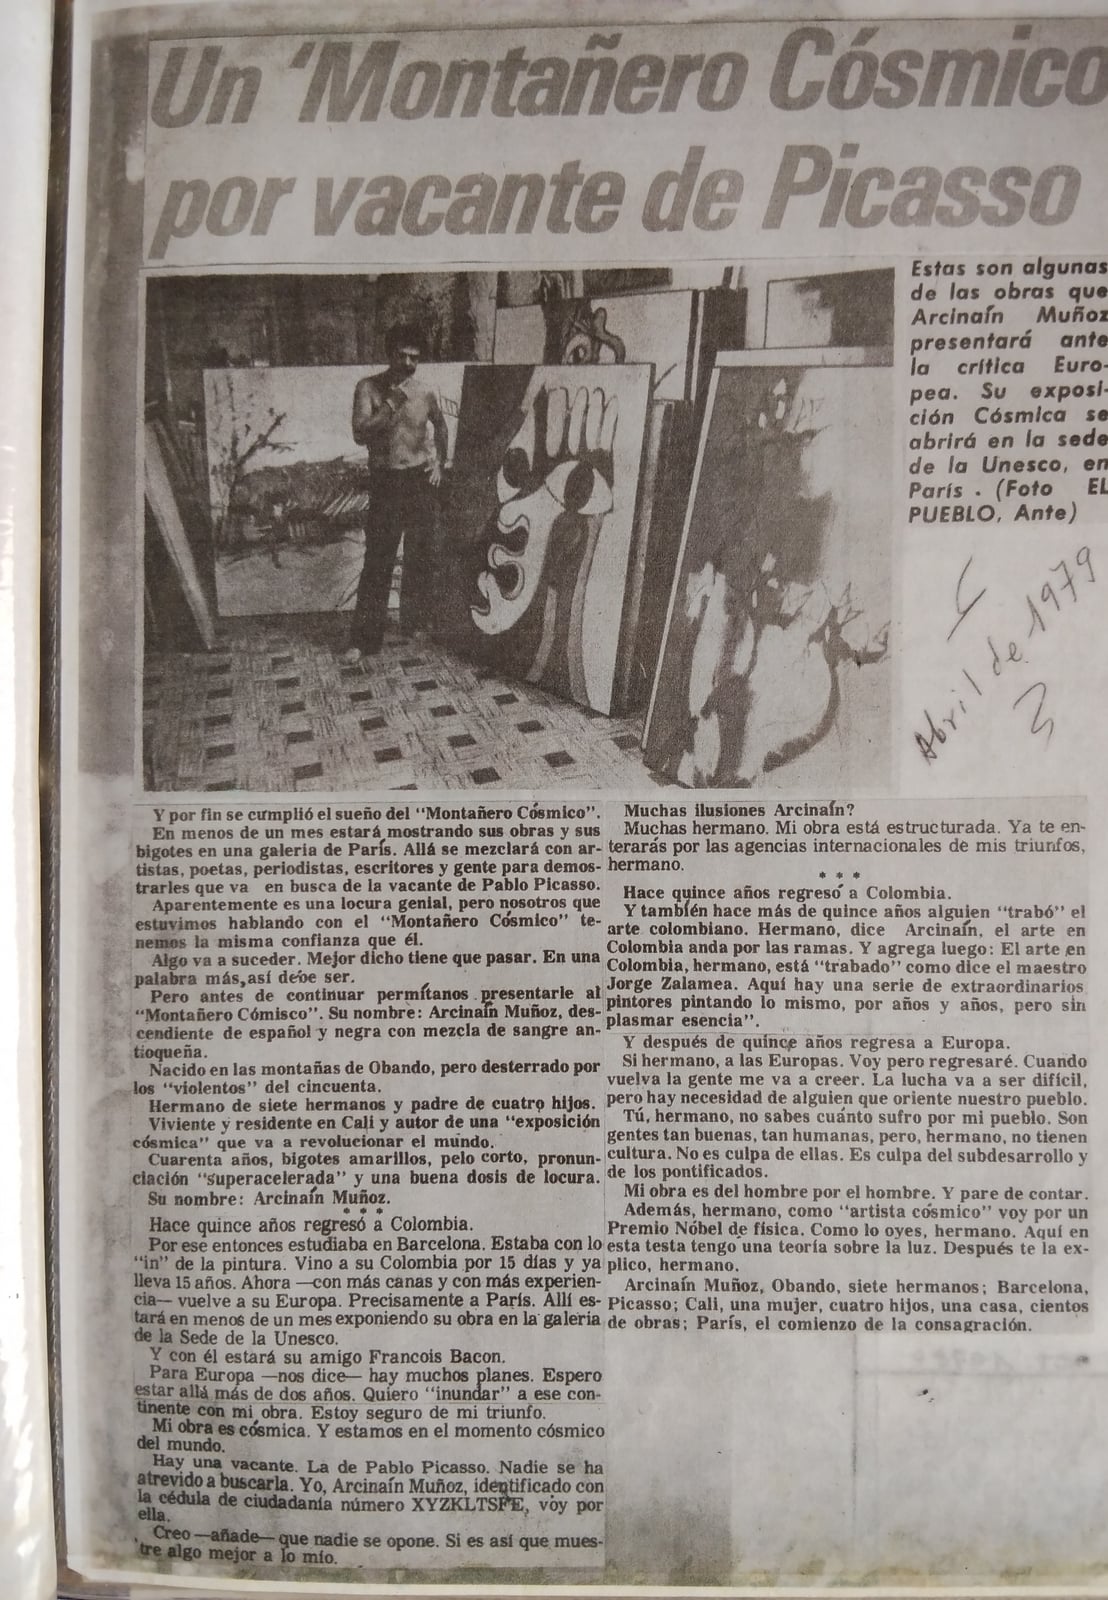 Un 'Montañero Cósmico
por vacante de Picasso
Estas son algunas
de las obras que
Arcinaín Muñoz
presentará ante
la crítica Euro-
pea. Su exposi-
ción Cósmica se
abrirá en la sede
de la Unesco, en
París . (Foto EL
PUEBLO, Ante)
Abril de 1979
3
Y por fin se cumplió el sueño del "Montañero Cósmico".
En menos de un mes estará mostrando sus obras y sus
bigotes en una galeria de París. Allá se mezclará con ar-
tistas, poetas, periodistas, escritores y gente para demos-
trarles que va en busca de la vacante de Pablo Picasso.
Aparentemente es una locura genial, pero nosotros que
estuvimos hablando con el "Montañero Cósmico" te-
nemos la misma confianza que él.
Algo va a suceder. Mejor dicho tiene que pasar. En una
palabra más, así debe ser.
Pero antes de continuar permítanos presentarle al
"Montañero Cómisco". Su nombre: Arcinaín Muñoz, des-
cendiente de español y negra con mezcla de sangre an-
tioqueña.
Nacido en las montañas de Obando, pero desterrado por
los "violentos" del cincuenta.
Hermano de siete hermanos y padre de cuatro hijos.
Viviente y residente en Cali y autor de una "exposición
cósmica" que va a revolucionar el mundo.
Cuarenta años, bigotes amarillos, pelo corto, pronun-
ciación "superacelerada" y una buena dosis de locura.
Su nombre: Arcinaín Muñoz.
* * *
Hace quince años regresó a Colombia.
Por ese entonces estudiaba en Barcelona. Estaba con lo
"in" de la pintura. Vino a su Colombia por 15 días y ya
lleva 15 años. Ahora —con más canas y con más experien-
cia— vuelve a su Europa. Precisamente a París. Allí es-
tará en menos de un mes exponiendo su obra en la galeria
de la Sede de la Unesco.
Y con él estará su amigo Francois Bacon.
Para Europa —nos dice— hay muchos planes. Espero
estar allá más de dos años. Quiero "inundar" a ese con-
tinente con mi obra. Estoy seguro de mi triunfo.
Mi obra es cósmica. Y estamos en el momento cósmico
del mundo.
Hay una vacante. La de Pablo Picasso. Nadie se ha
atrevido a buscarla. Yo, Arcinaín Muñoz, identificado con
la cédula de ciudadanía número XYZKLTSFE, voy por
ella.
Creo —añade— que nadie se opone. Si es así que mues-
tre algo mejor a lo mío.
Muchas ilusiones Arcinaín?
Muchas hermano. Mi obra está estructurada. Ya te en-
terarás por las agencias internacionales de mis triunfos,
hermano.
* * *
Hace quince años regresó a Colombia.
Y también hace más de quince años alguien "trabó" el
arte colombiano. Hermano, dice Arcinaín, el arte en
Colombia anda por las ramas. Y agrega luego: El arte en
Colombia, hermano, está "trabado" como dice el maestro
Jorge Zalamea. Aquí hay una serie de extraordinarios
pintores pintando lo mismo, por años y años, pero sin
plasmar esencia".
Y después de quince años regresa a Europa.
Si hermano, a las Europas. Voy pero regresaré. Cuando
vuelva la gente me va a creer. La lucha va a ser difícil,
pero hay necesidad de alguien que oriente nuestro pueblo.
Tú, hermano, no sabes cuánto sufro por mi pueblo. Son
gentes tan buenas, tan humanas, pero, hermano, no tienen
cultura. No es culpa de ellas. Es culpa del subdesarrollo y
de los pontificados.
Mi obra es del hombre por el hombre. Y pare de contar.
Además, hermano, como "artista cósmico" voy por un
Premio Nóbel de física. Como lo oyes, hermano. Aquí en
esta testa tengo una teoría sobre la luz. Después te la ex-
plico, hermano.
Arcinaín Muñoz, Obando, siete hermanos; Barcelona,
Picasso; Cali, una mujer, cuatro hijos, una casa, cientos
de obras; París, el comienzo de la consagración.